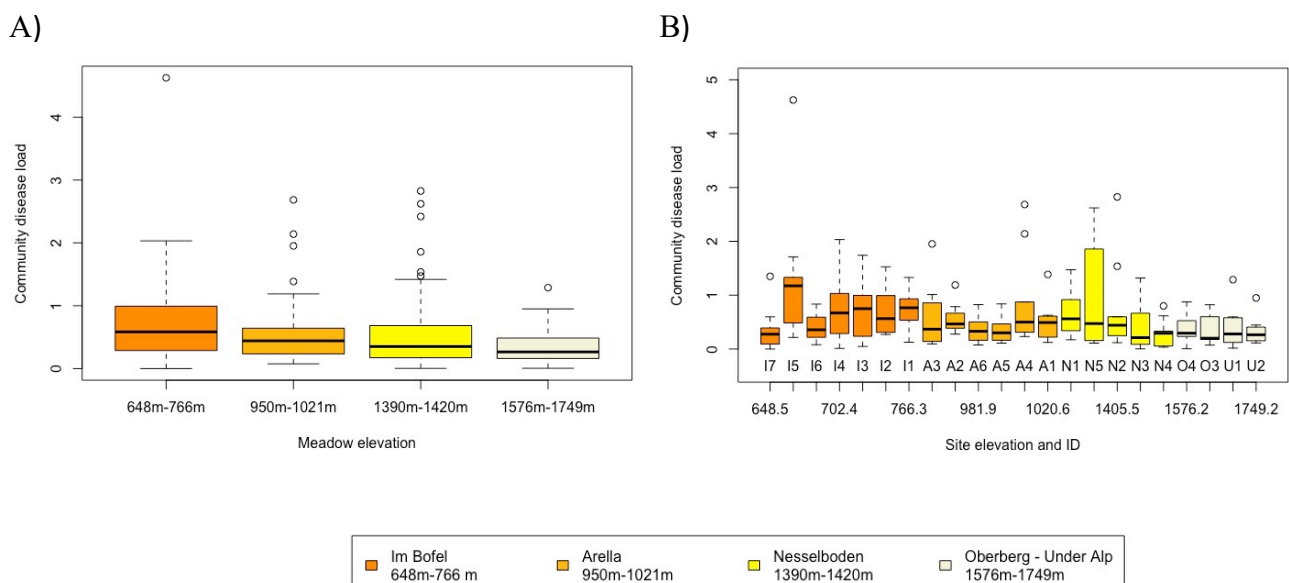 A)
B)
Community disease load
4
3
2
1
0
648m-766m 950m-1021m 1390m-1420m 1576m-1749m
Meadow elevation
Community disease load
5
4
3
2
1
0
I7 I5 I6 I4 I3 I2 I1 A3 A2 A6 A5 A4 A1 N1 N5 N2 N3 N4 O4 O3 U1 U2
648.5 702.4 766.3 981.9 1020.6 1405.5 1576.2 1749.2
Site elevation and ID
Im Bofel Arella Nesselboden Oberberg - Under Alp
648m-766 m 950m-1021m 1390m-1420m 1576m-1749m